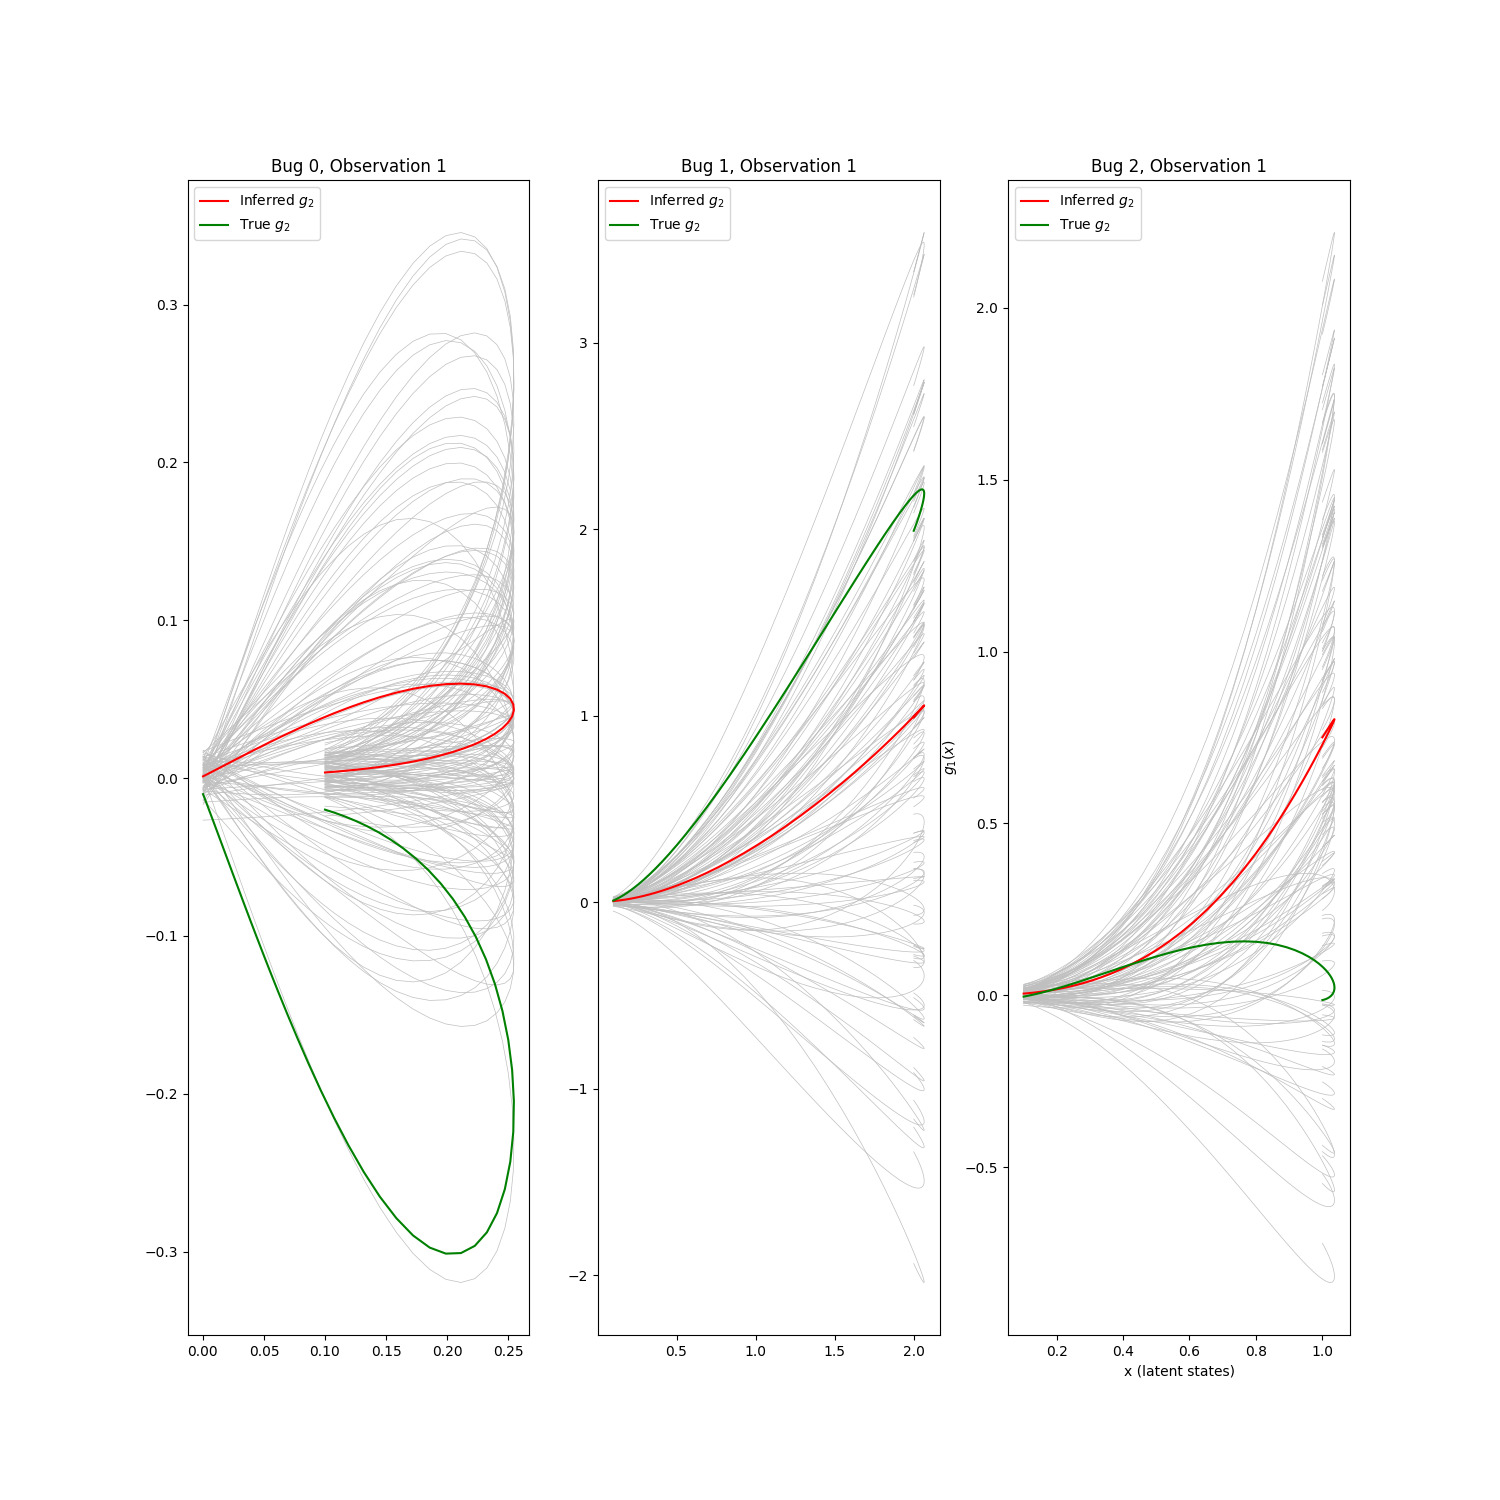 Bug 0, Observation 1
Inferred g₂
True g₂
0.3
0.2
0.1
0.0
−0.1
−0.2
−0.3
0.00 0.05 0.10 0.15 0.20 0.25
Bug 1, Observation 1
Inferred g₂
True g₂
3
2
1
0
−1
−2
0.5 1.0 1.5 2.0
Bug 2, Observation 1
Inferred g₂
True g₂
g₁(x)
2.0
1.5
1.0
0.5
0.0
−0.5
0.2 0.4 0.6 0.8 1.0
x (latent states)